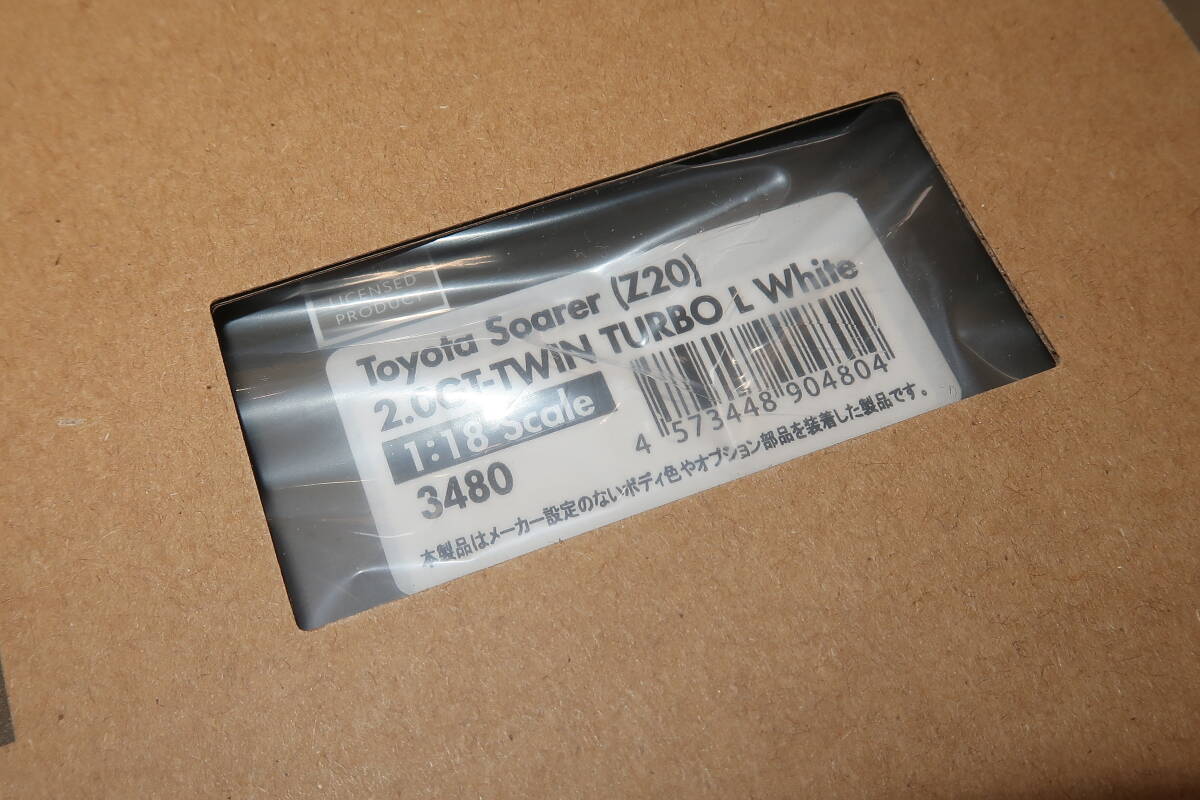 LICENSED
PRODUCT
Toyota Soarer (Z20)
2.0GT-TWIN TURBO L White
1:18 Scale
3480
4 573448 904804
本製品はメーカー設定のないボディ色やオプション部品を装着した製品です。